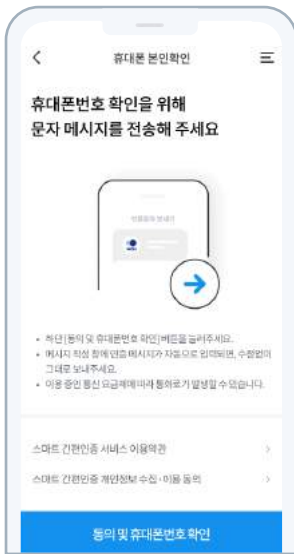 휴대폰 본인확인
휴대폰번호 확인을 위해
문자 메시지를 전송해 주세요
• 하단 [동의 및 휴대폰번호 확인] 버튼을 눌러주세요.
• 메시지 작성 창에 인증 메시지가 자동으로 입력되면, 수정없이
그대로 보내주세요.
• 이용 중인 통신 요금제에 따라 통화료가 발생할 수 있습니다.
스마트 간편인증 서비스 이용약관
스마트 간편인증 개인정보 수집·이용 동의
동의 및 휴대폰번호 확인